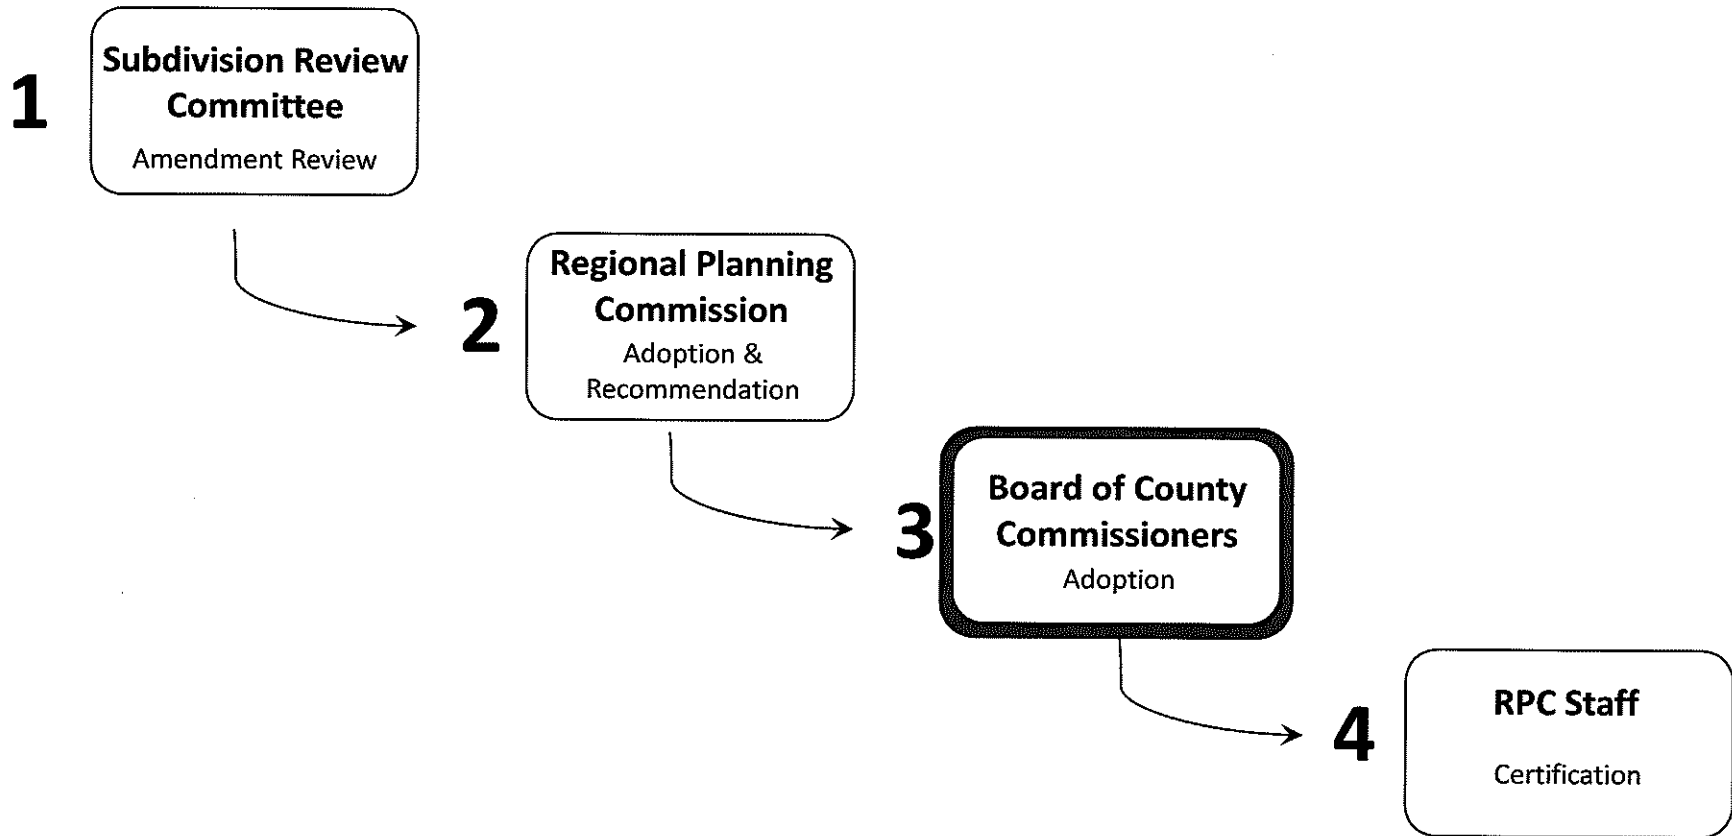 1
Subdivision Review
Committee
Amendment Review
2
Regional Planning
Commission
Adoption &
Recommendation
3
Board of County
Commissioners
Adoption
4
RPC Staff
Certification